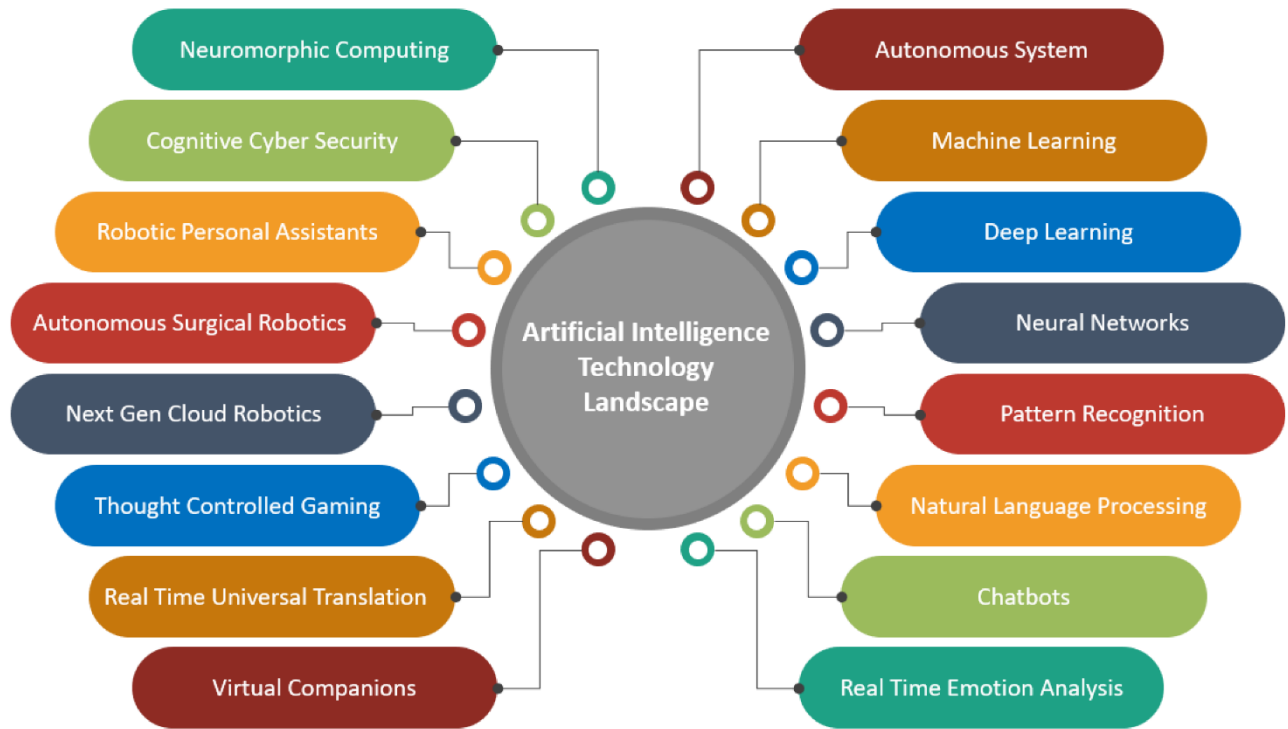 Neuromorphic Computing
Cognitive Cyber Security
Robotic Personal Assistants
Autonomous Surgical Robotics
Next Gen Cloud Robotics
Thought Controlled Gaming
Real Time Universal Translation
Virtual Companions
Artificial Intelligence
Technology
Landscape
Autonomous System
Machine Learning
Deep Learning
Neural Networks
Pattern Recognition
Natural Language Processing
Chatbots
Real Time Emotion Analysis